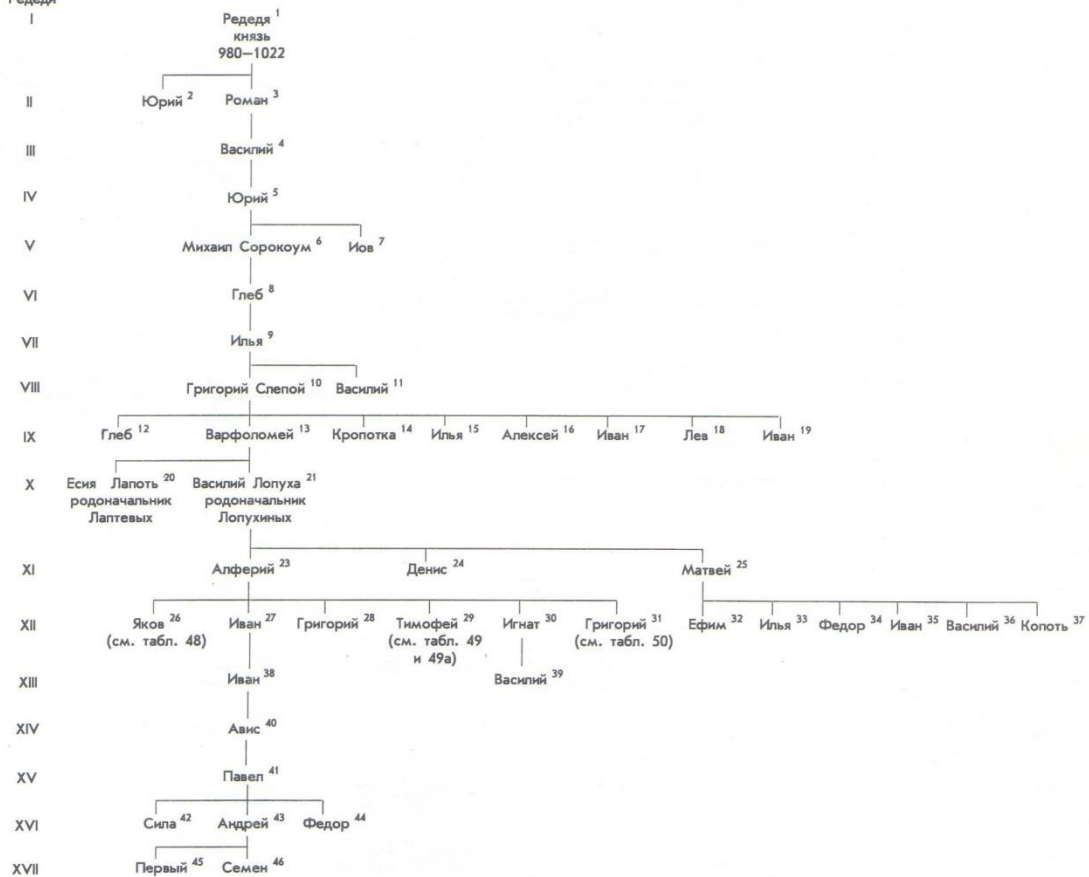 Редеди
I Редедя 1
князь
980—1022
II Юрий 2 Роман 3
III Василий 4
IV Юрий 5
V Михаил Сорокоум 6 Иов 7
VI Глеб 8
VII Илья 9
VIII Григорий Слепой 10 Василий 11
IX Глеб 12 Варфоломей 13 Кропотка 14 Илья 15 Алексей 16 Иван 17 Лев 18 Иван 19
X Есия Лапоть 20 Василий Лопуха 21
родоначальник родоначальник
Лаптевых Лопухиных
XI Алферий 23 Денис 24 Матвей 25
XII Яков 26 Иван 27 Григорий 28 Тимофей 29 Игнат 30 Григорий 31 Ефим 32 Илья 33 Федор 34 Иван 35 Василий 36 Копоть 37
(см. табл. 48) (см. табл. 49 (см. табл. 50)
и 49а)
XIII Иван 38 Василий 39
XIV Авис 40
XV Павел 41
XVI Сила 42 Андрей 43 Федор 44
XVII Первый 45 Семен 46